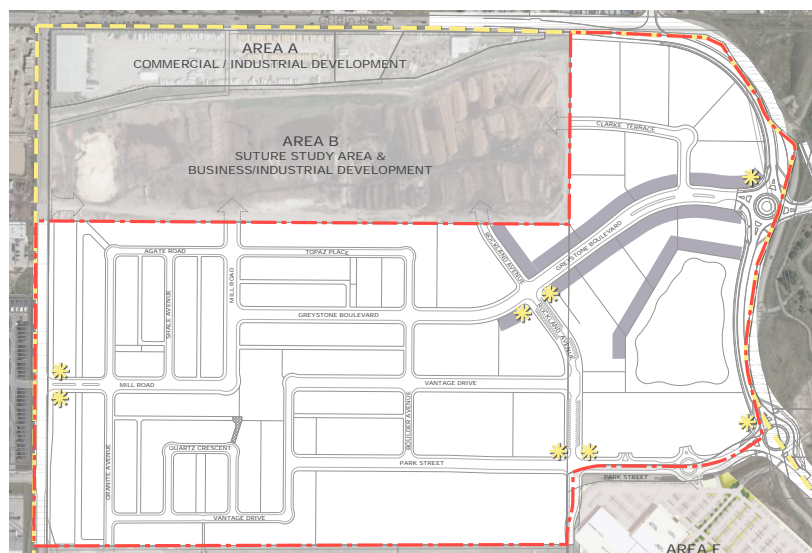 Griffin Road
AREA A
COMMERCIAL / INDUSTRIAL DEVELOPMENT
AREA B
SUTURE STUDY AREA &
BUSINESS/INDUSTRIAL DEVELOPMENT
CLARKE TERRACE
AGATE ROAD
TOPAZ PLACE
ROCKLAND AVENUE
GREYSTONE BOULEVARD
SHALE AVENUE
MILL ROAD
GREYSTONE BOULEVARD
ROCKLAND AVENUE
MILL ROAD
VANTAGE DRIVE
BOULDER AVENUE
QUARTZ CRESCENT
GRANITE AVENUE
PARK STREET
PARK STREET
VANTAGE DRIVE
AREA F